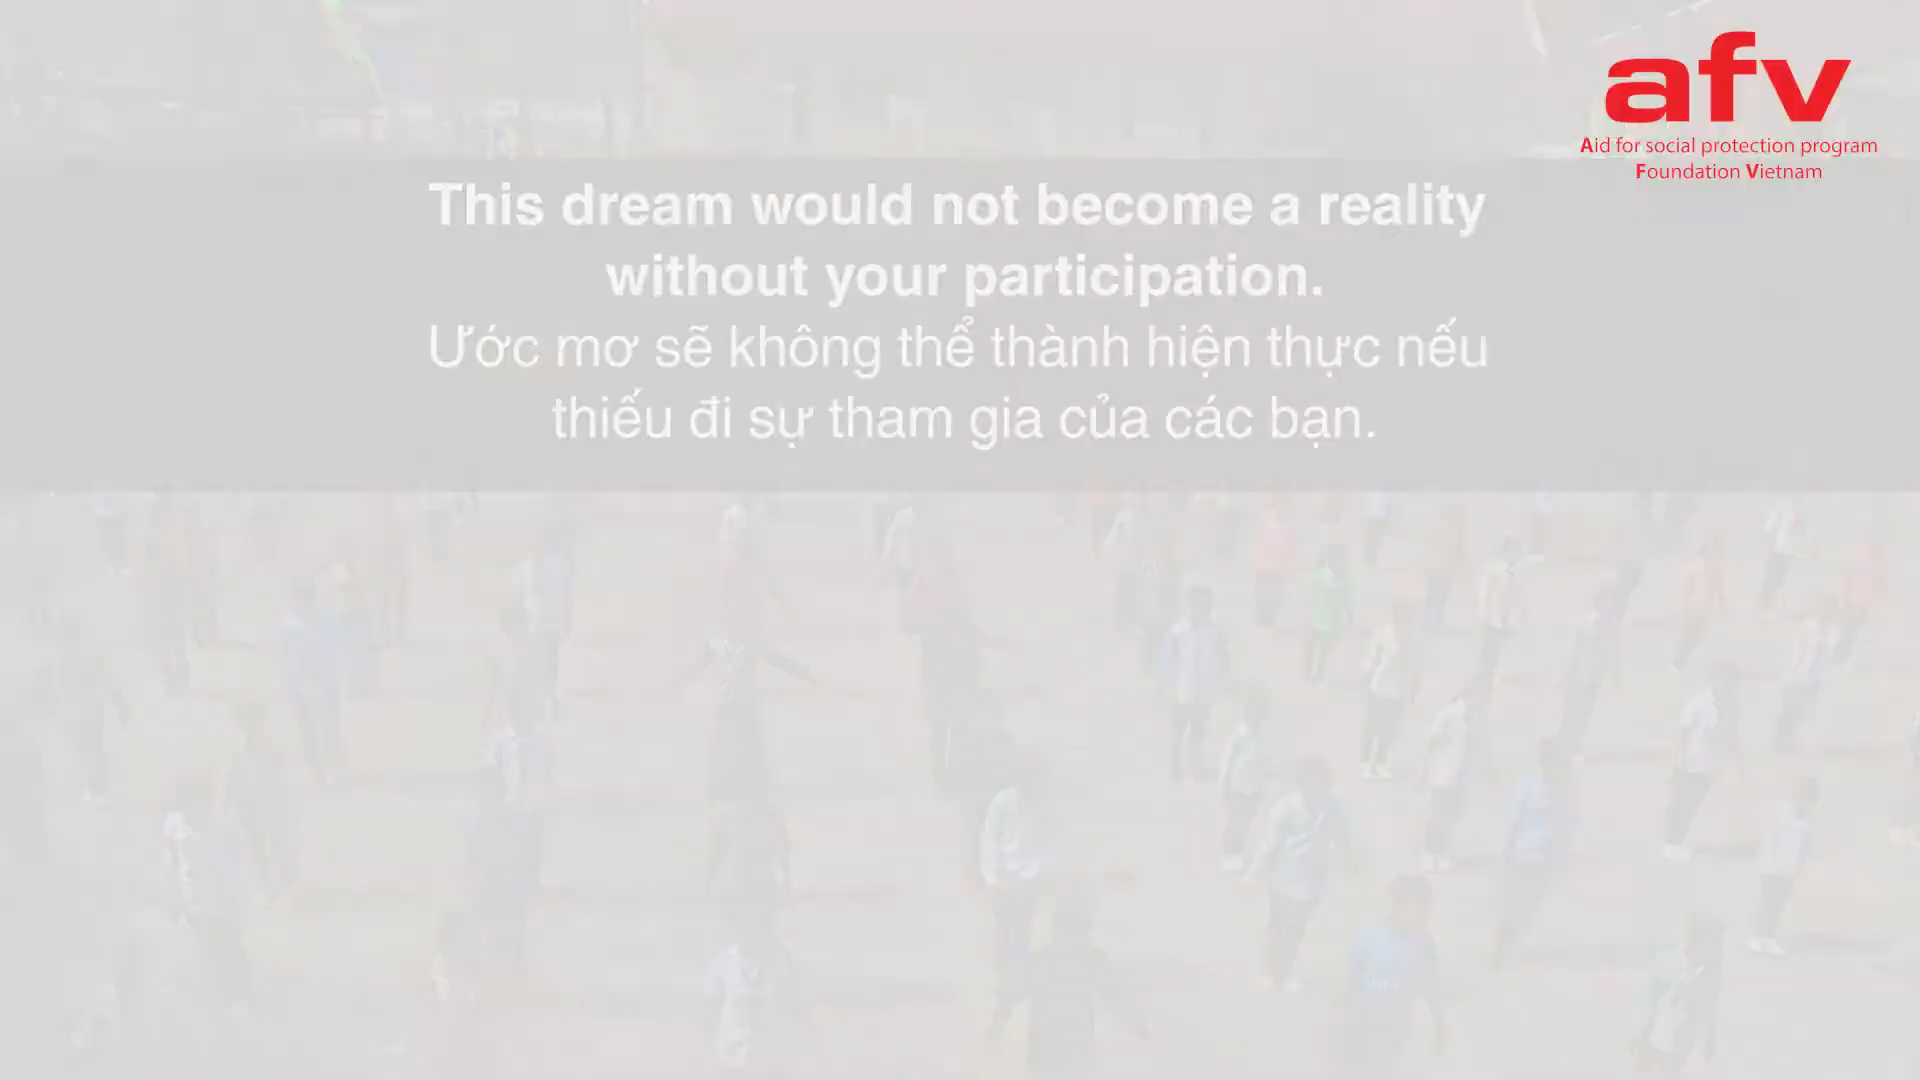 afv
Aid for social protection program
Foundation Vietnam
This dream would not become a reality
without your participation.
Ước mơ sẽ không thể thành hiện thực nếu
thiếu đi sự tham gia của các bạn.